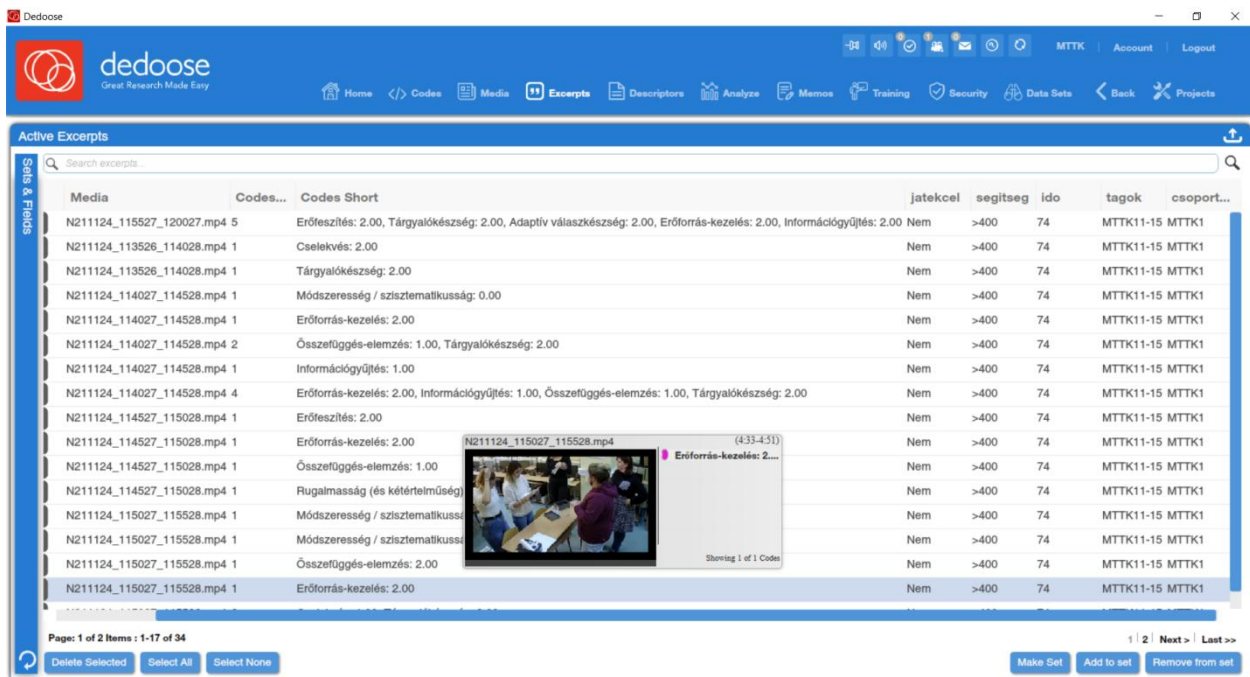 Dedoose
dedoose
Great Research Made Easy
0 1 0
MTTK | Account | Logout
Home </> Codes Media Excerpts Descriptors Analyze Memos Training Security Data Sets Back Projects
Active Excerpts
Sets & Fields
Search excerpts...
Media Codes... Codes Short jatekcel segitseg ido tagok csoport...
N211124_115527_120027.mp4 5 Erőfeszítés: 2.00, Tárgyalókészség: 2.00, Adaptív válaszkészség: 2.00, Erőforrás-kezelés: 2.00, Információgyűjtés: 2.00 Nem >400 74 MTTK11-15 MTTK1
N211124_113526_114028.mp4 1 Cselekvés: 2.00 Nem >400 74 MTTK11-15 MTTK1
N211124_113526_114028.mp4 1 Tárgyalókészség: 2.00 Nem >400 74 MTTK11-15 MTTK1
N211124_114027_114528.mp4 1 Módszeresség / szisztematikusság: 0.00 Nem >400 74 MTTK11-15 MTTK1
N211124_114027_114528.mp4 1 Erőforrás-kezelés: 2.00 Nem >400 74 MTTK11-15 MTTK1
N211124_114027_114528.mp4 2 Összefüggés-elemzés: 1.00, Tárgyalókészség: 2.00 Nem >400 74 MTTK11-15 MTTK1
N211124_114027_114528.mp4 1 Információgyűjtés: 1.00 Nem >400 74 MTTK11-15 MTTK1
N211124_114027_114528.mp4 4 Erőforrás-kezelés: 2.00, Információgyűjtés: 1.00, Összefüggés-elemzés: 1.00, Tárgyalókészség: 2.00 Nem >400 74 MTTK11-15 MTTK1
N211124_114527_115028.mp4 1 Erőfeszítés: 2.00 Nem >400 74 MTTK11-15 MTTK1
N211124_114527_115028.mp4 1 Erőforrás-kezelés: 2.00 Nem >400 74 MTTK11-15 MTTK1
N211124_114527_115028.mp4 1 Összefüggés-elemzés: 1.00 Nem >400 74 MTTK11-15 MTTK1
N211124_114527_115028.mp4 1 Rugalmasság (és kétértelműség) Nem >400 74 MTTK11-15 MTTK1
N211124_115027_115528.mp4 1 Módszeresség / szisztematikussá Nem >400 74 MTTK11-15 MTTK1
N211124_115027_115528.mp4 1 Módszeresség / szisztematikussá Nem >400 74 MTTK11-15 MTTK1
N211124_115027_115528.mp4 1 Összefüggés-elemzés: 2.00 Nem >400 74 MTTK11-15 MTTK1
N211124_115027_115528.mp4 1 Erőforrás-kezelés: 2.00 Nem >400 74 MTTK11-15 MTTK1
N211124_115027_115528.mp4 (4:33-4:51)
Erőforrás-kezelés: 2....
Showing 1 of 1 Codes
Page: 1 of 2 Items : 1-17 of 34
1 | 2 | Next > | Last >>
Delete Selected Select All Select None Make Set Add to set Remove from set